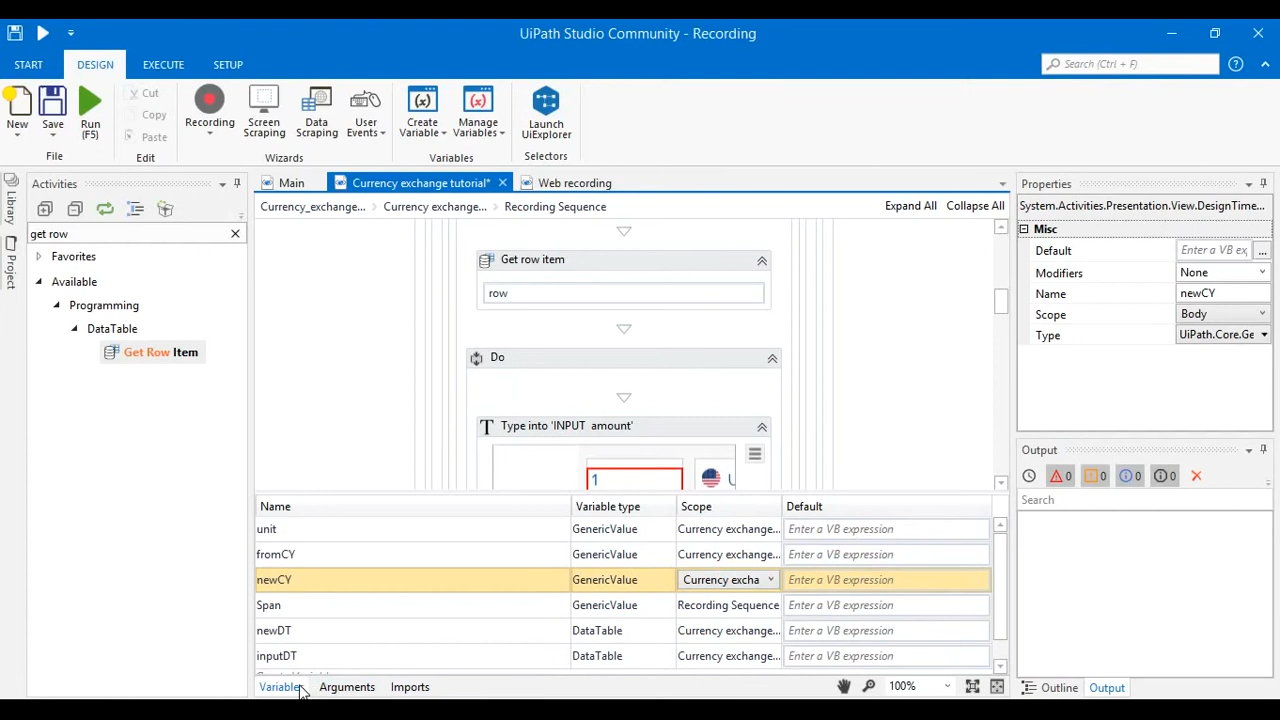 UiPath Studio Community - Recording
START
DESIGN
EXECUTE
SETUP
Search (Ctrl + F)
New
Save
Run
(F5)
Cut
Copy
Paste
Recording
Screen
Scraping
Data
Scraping
User
Events
Create
Variable
Manage
Variables
Launch
UiExplorer
File
Edit
Wizards
Variables
Selectors
Library
Project
Activities
get row
Favorites
Available
Programming
DataTable
Get Row Item
Main
Currency exchange tutorial*
Web recording
Currency_exchange...
Currency exchange...
Recording Sequence
Expand All
Collapse All
Get row item
row
Do
Type into 'INPUT amount'
1
Name
Variable type
Scope
Default
unit
GenericValue
Currency exchange...
Enter a VB expression
fromCY
GenericValue
Currency exchange...
Enter a VB expression
newCY
GenericValue
Currency excha
Enter a VB expression
Span
GenericValue
Recording Sequence
Enter a VB expression
newDT
DataTable
Currency exchange...
Enter a VB expression
inputDT
DataTable
Currency exchange...
Enter a VB expression
Variables
Arguments
Imports
100%
Properties
System.Activities.Presentation.View.DesignTime...
Misc
Default
Enter a VB ex
...
Modifiers
None
Name
newCY
Scope
Body
Type
UiPath.Core.Ge
Output
0
0
0
0
Search
Outline
Output